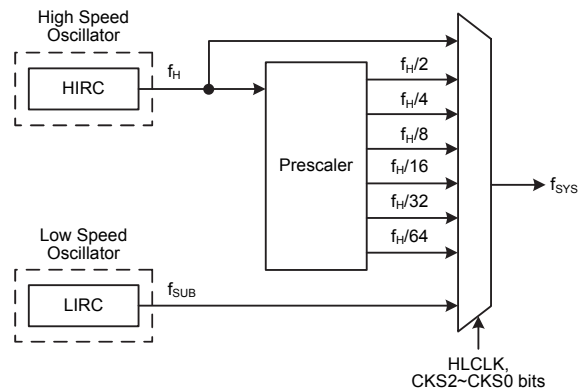 High Speed
Oscillator
HIRC
fH
Prescaler
fH/2
fH/4
fH/8
fH/16
fH/32
fH/64
fSYS
Low Speed
Oscillator
LIRC
fSUB
HLCLK,
CKS2~CKS0 bits